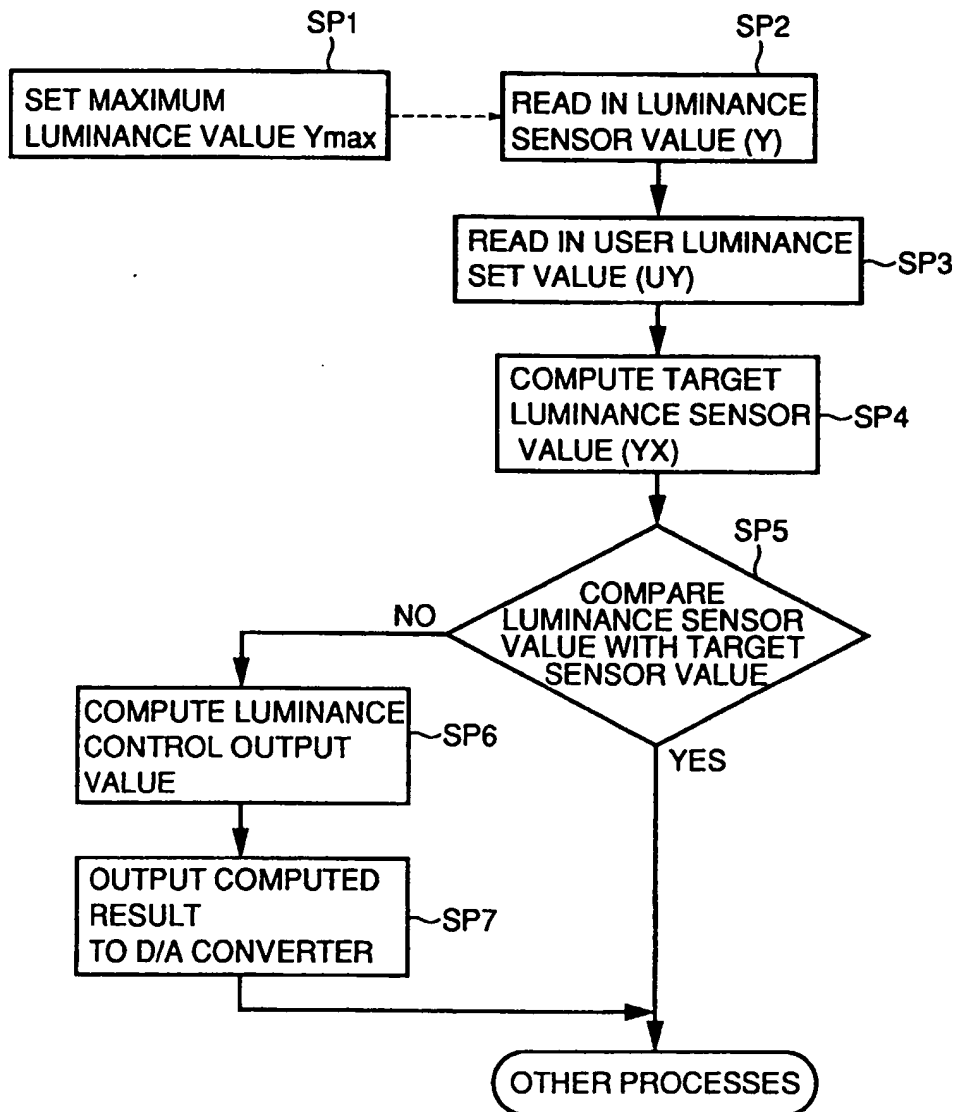 SP1
SET MAXIMUM
LUMINANCE VALUE Ymax
SP2
READ IN LUMINANCE
SENSOR VALUE (Y)
READ IN USER LUMINANCE
SET VALUE (UY)
SP3
COMPUTE TARGET
LUMINANCE SENSOR
VALUE (YX)
SP4
SP5
COMPARE
LUMINANCE SENSOR
VALUE WITH TARGET
SENSOR VALUE
NO
YES
COMPUTE LUMINANCE
CONTROL OUTPUT
VALUE
SP6
OUTPUT COMPUTED
RESULT
TO D/A CONVERTER
SP7
OTHER PROCESSES